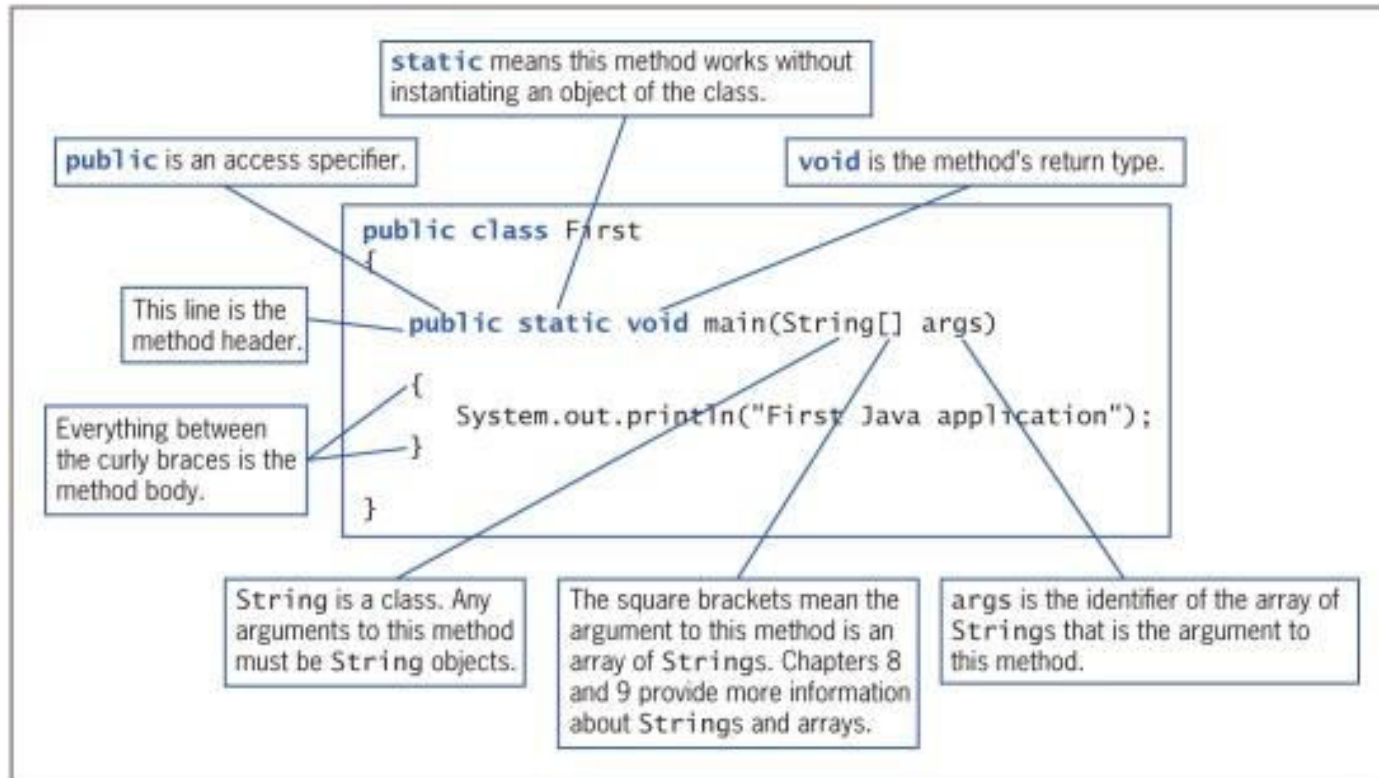 static means this method works without
instantiating an object of the class.
public is an access specifier.
void is the method's return type.
public class First
{
This line is the
method header.
public static void main(String[] args)
{
System.out.println("First Java application");
}
Everything between
the curly braces is the
method body.
}
String is a class. Any
arguments to this method
must be String objects.
The square brackets mean the
argument to this method is an
array of Strings. Chapters 8
and 9 provide more information
about Strings and arrays.
args is the identifier of the array of
Strings that is the argument to
this method.